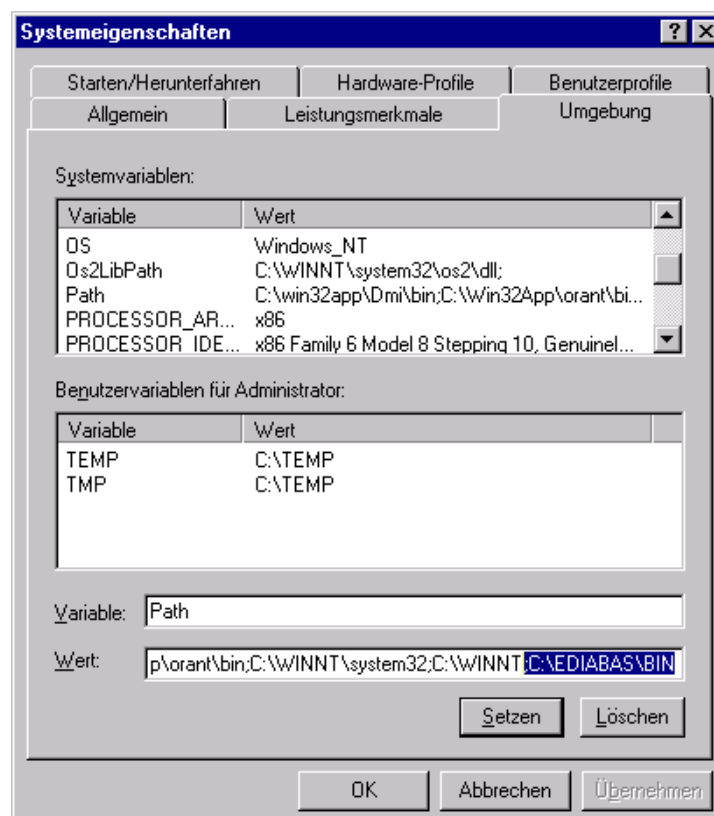 Systemeigenschaften
Starten/Herunterfahren Hardware-Profile Benutzerprofile
Allgemein Leistungsmerkmale Umgebung
Systemvariablen:
Variable Wert
OS Windows_NT
Os2LibPath C:\WINNT\system32\os2\dll;
Path C:\win32app\Dmi\bin;C:\Win32App\orant\bi...
PROCESSOR_AR... x86
PROCESSOR_IDE... x86 Family 6 Model 8 Stepping 10, GenuineI...
Benutzervariablen für Administrator:
Variable Wert
TEMP C:\TEMP
TMP C:\TEMP
Variable: Path
Wert: p\orant\bin;C:\WINNT\system32;C:\WINNT;C:\EDIABAS\BIN
Setzen Löschen
OK Abbrechen Übernehmen